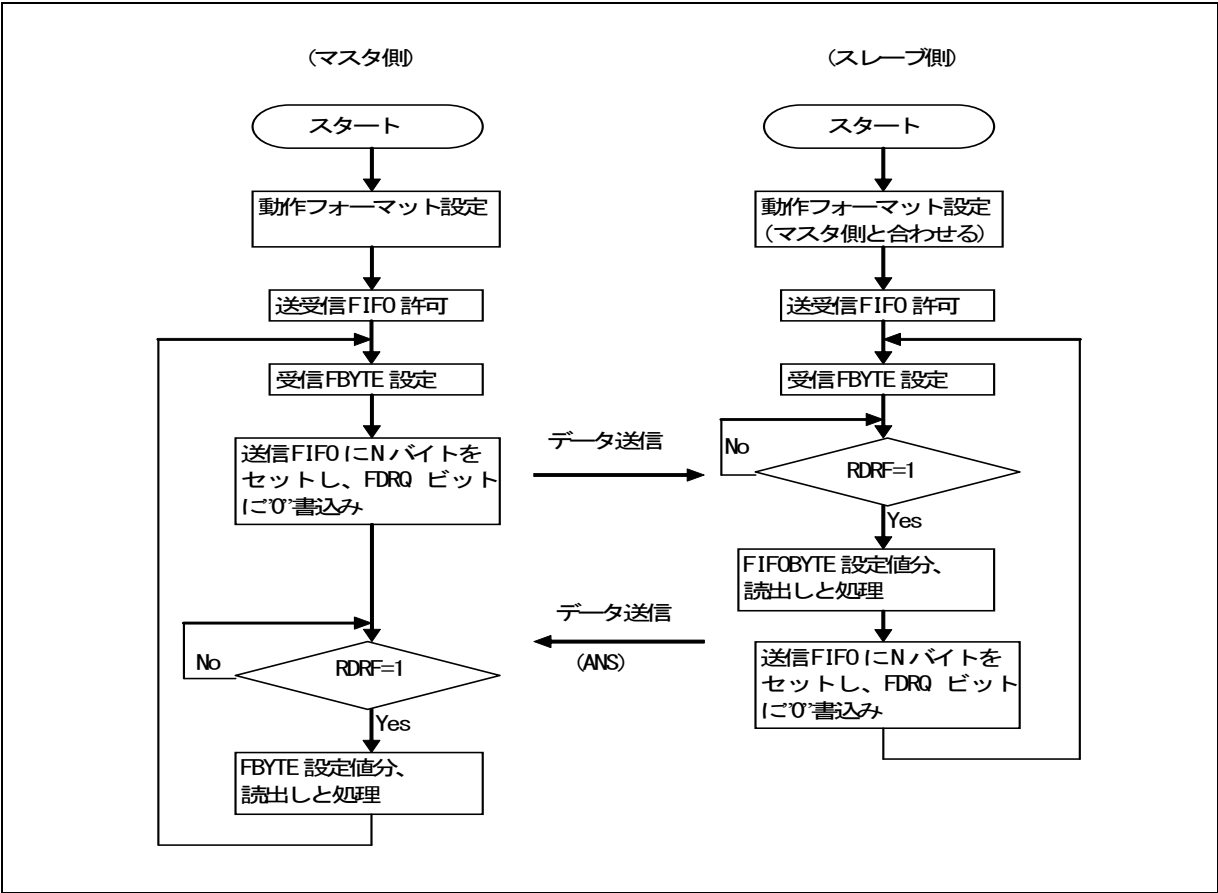 (マスタ側)
スタート
動作フォーマット設定
送受信FIFO 許可
受信FBYTE 設定
送信FIFO にN バイトを
セットし、FDRQ ビット
に"0"書込み
No
RDRF=1
Yes
FBYTE 設定値分、
読出しと処理
データ送信
データ送信
(ANS)
(スレーブ側)
スタート
動作フォーマット設定
(マスタ側と合わせる)
送受信FIFO 許可
受信FBYTE 設定
No
RDRF=1
Yes
FIFOBYTE 設定値分、
読出しと処理
送信FIFO にN バイトを
セットし、FDRQ ビット
に"0"書込み